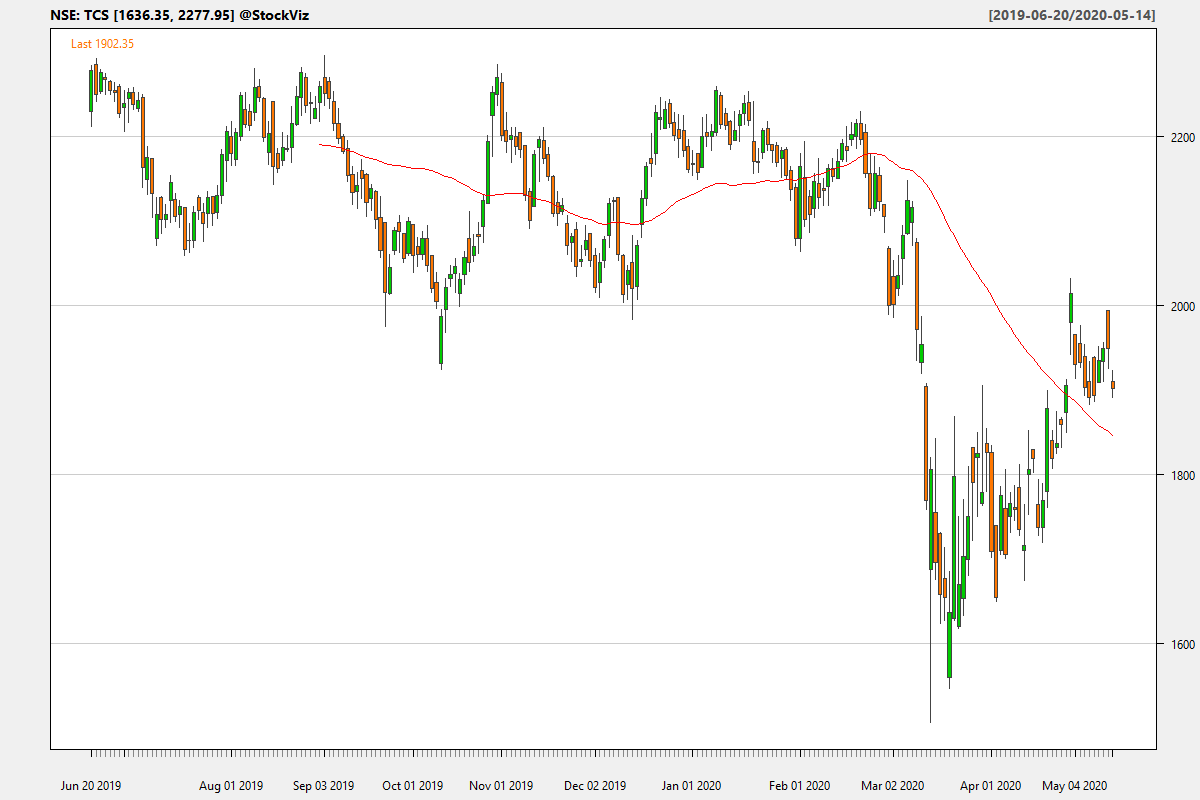 NSE: TCS [1636.35, 2277.95] @StockViz
[2019-06-20/2020-05-14]
Last 1902.35
2200
2000
1800
1600
Jun 20 2019 Aug 01 2019 Sep 03 2019 Oct 01 2019 Nov 01 2019 Dec 02 2019 Jan 01 2020 Feb 01 2020 Mar 02 2020 Apr 01 2020 May 04 2020